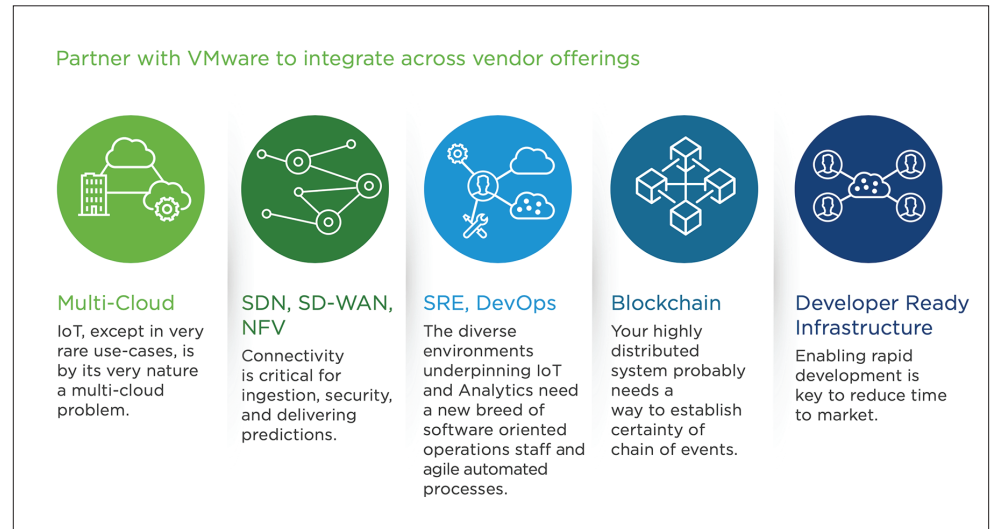 Partner with VMware to integrate across vendor offerings
Multi-Cloud
IoT, except in very
rare use-cases, is
by its very nature
a multi-cloud
problem.
SDN, SD-WAN,
NFV
Connectivity
is critical for
ingestion, security,
and delivering
predictions.
SRE, DevOps
The diverse
environments
underpinning IoT
and Analytics need
a new breed of
software oriented
operations staff and
agile automated
processes.
Blockchain
Your highly
distributed
system probably
needs a
way to establish
certainty of
chain of events.
Developer Ready
Infrastructure
Enabling rapid
development is
key to reduce time
to market.